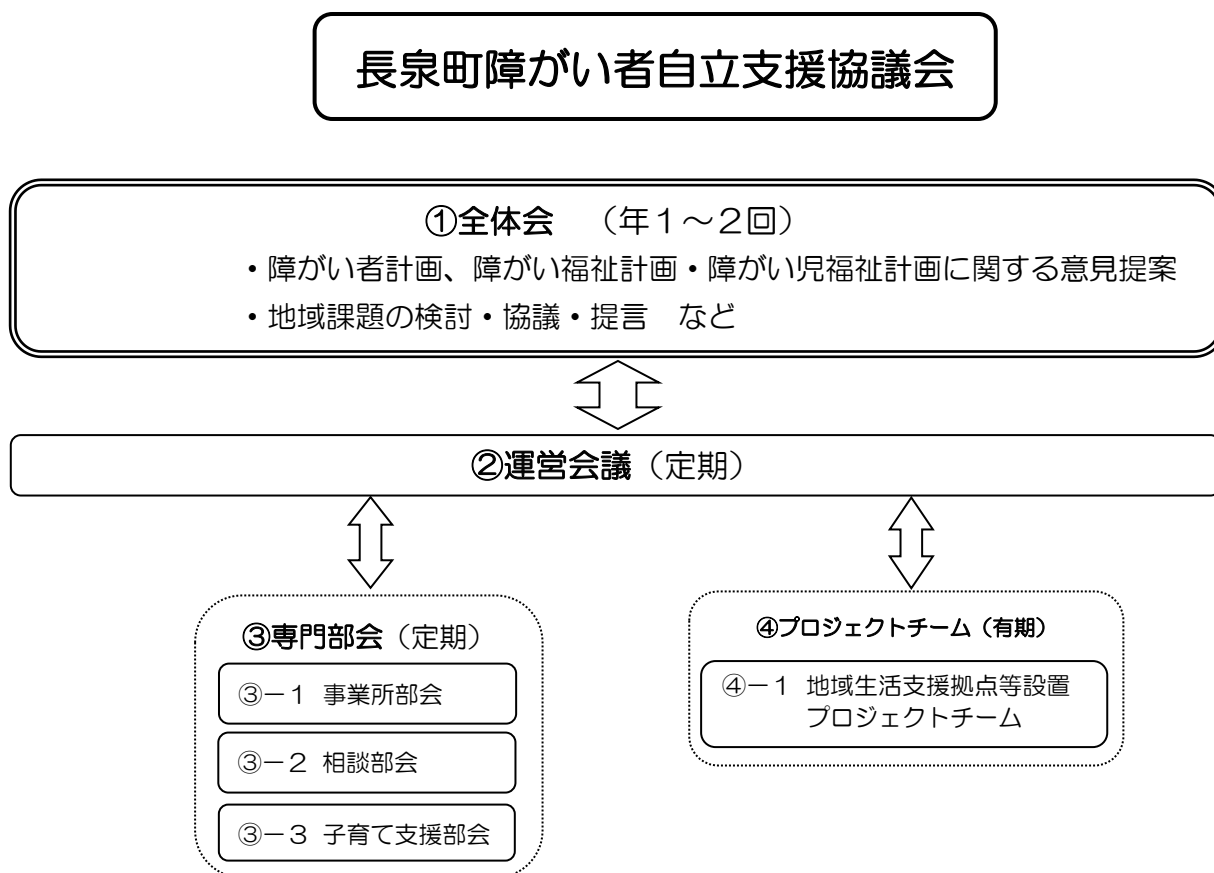 長泉町障がい者自立支援協議会
①全体会　（年１～２回）
・障がい者計画、障がい福祉計画・障がい児福祉計画に関する意見提案
・地域課題の検討・協議・提言　など
②運営会議（定期）
③専門部会（定期）
③－１ 事業所部会
③－２ 相談部会
③－３ 子育て支援部会
④プロジェクトチーム（有期）
④－１ 地域生活支援拠点等設置
プロジェクトチーム